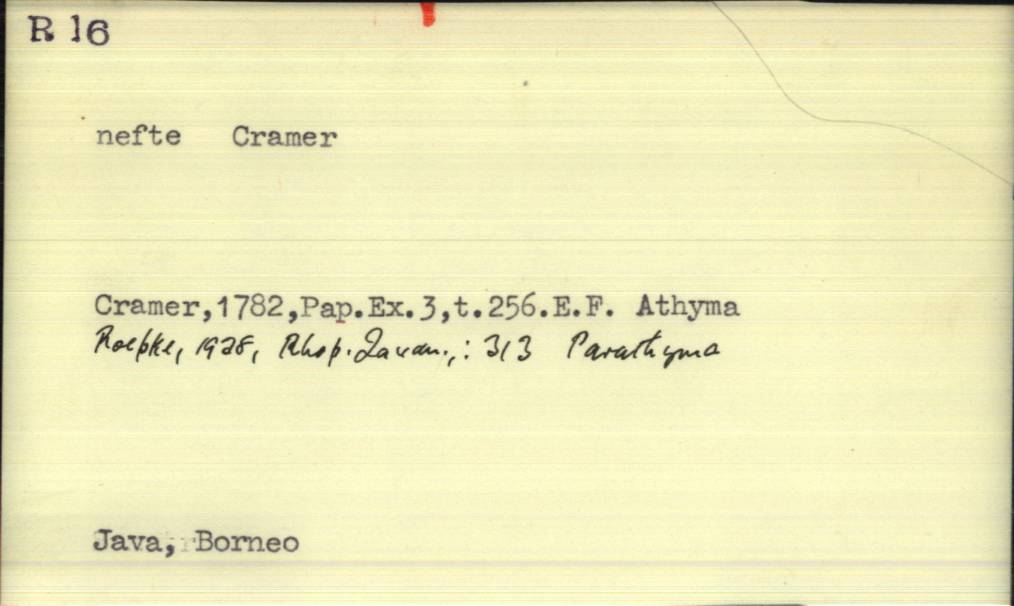 R 16
nefte Cramer
Cramer,1782,Pap.Ex.3,t.256.E.F. Athyma
Roepke, 1938, Rhop.Javan.,: 313 Parathyma
Java, Borneo